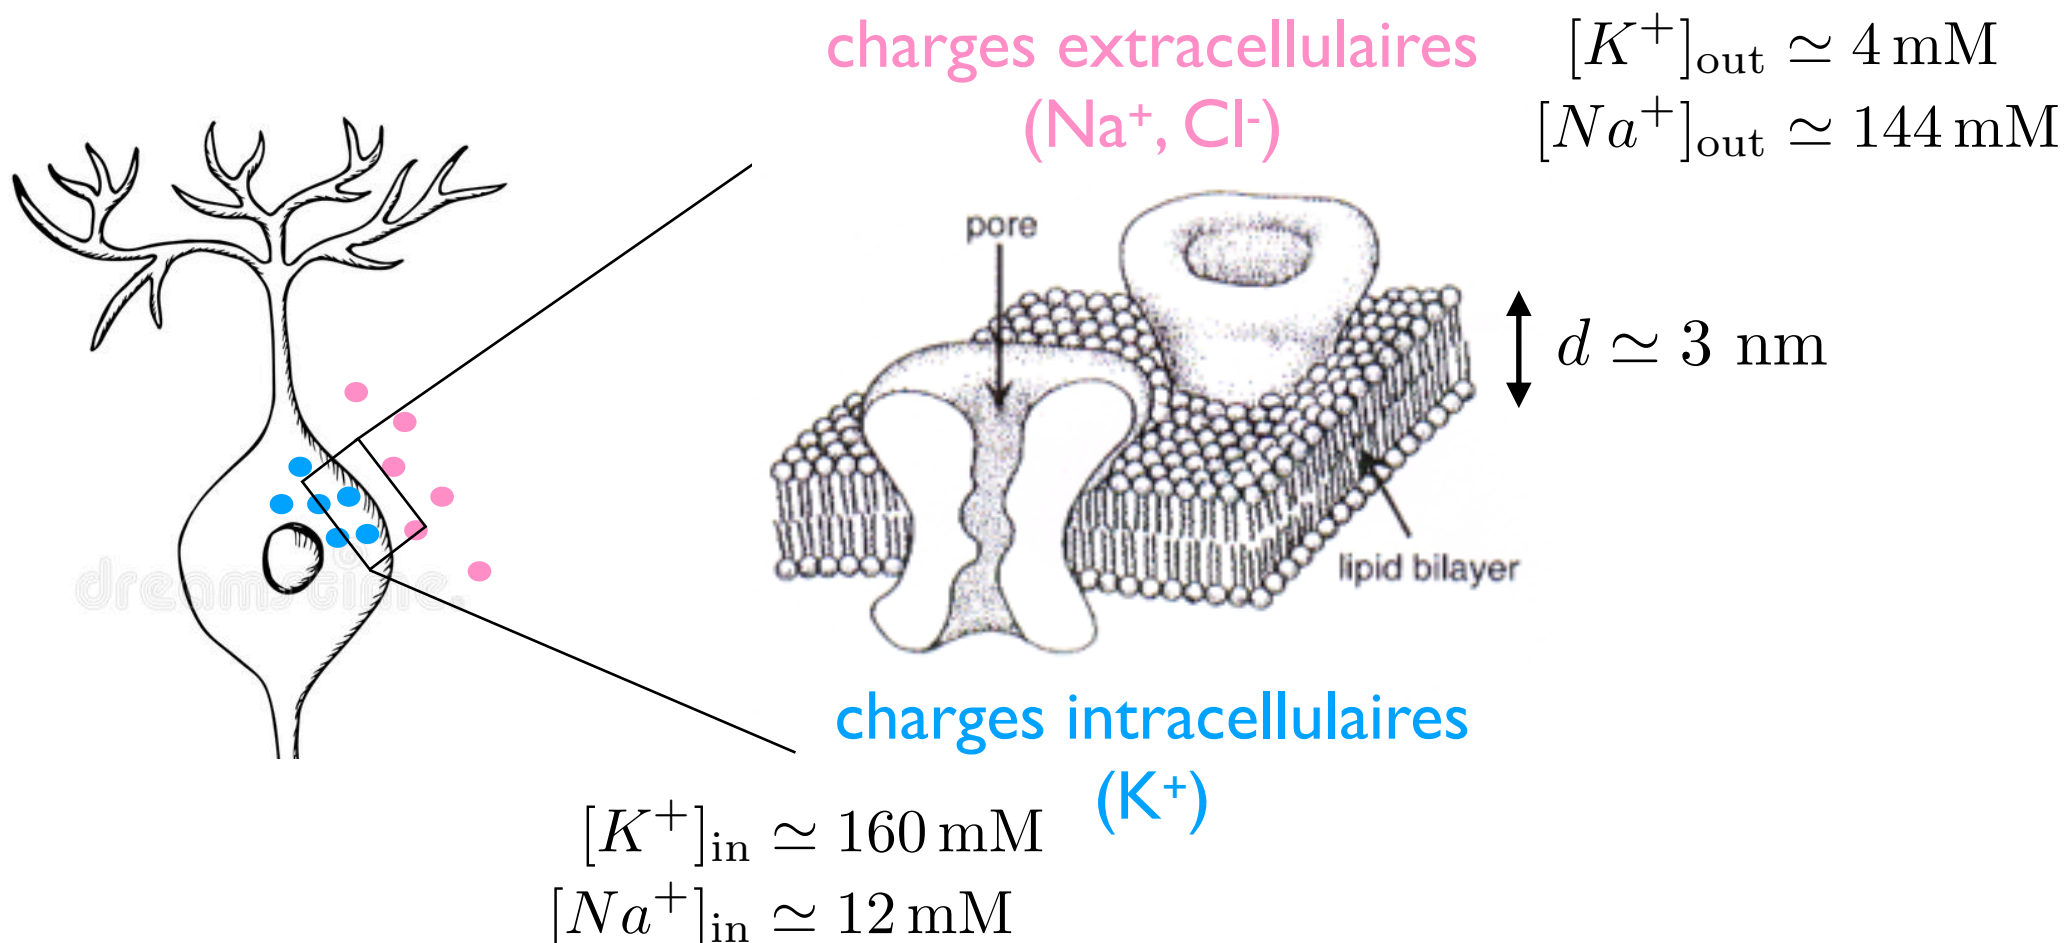 charges extracellulaires
(Na⁺, Cl⁻)
[K⁺]out ≃ 4 mM
[Na⁺]out ≃ 144 mM
pore
d ≃ 3 nm
lipid bilayer
dreamstime.
charges intracellulaires
(K⁺)
[K⁺]in ≃ 160 mM
[Na⁺]in ≃ 12 mM